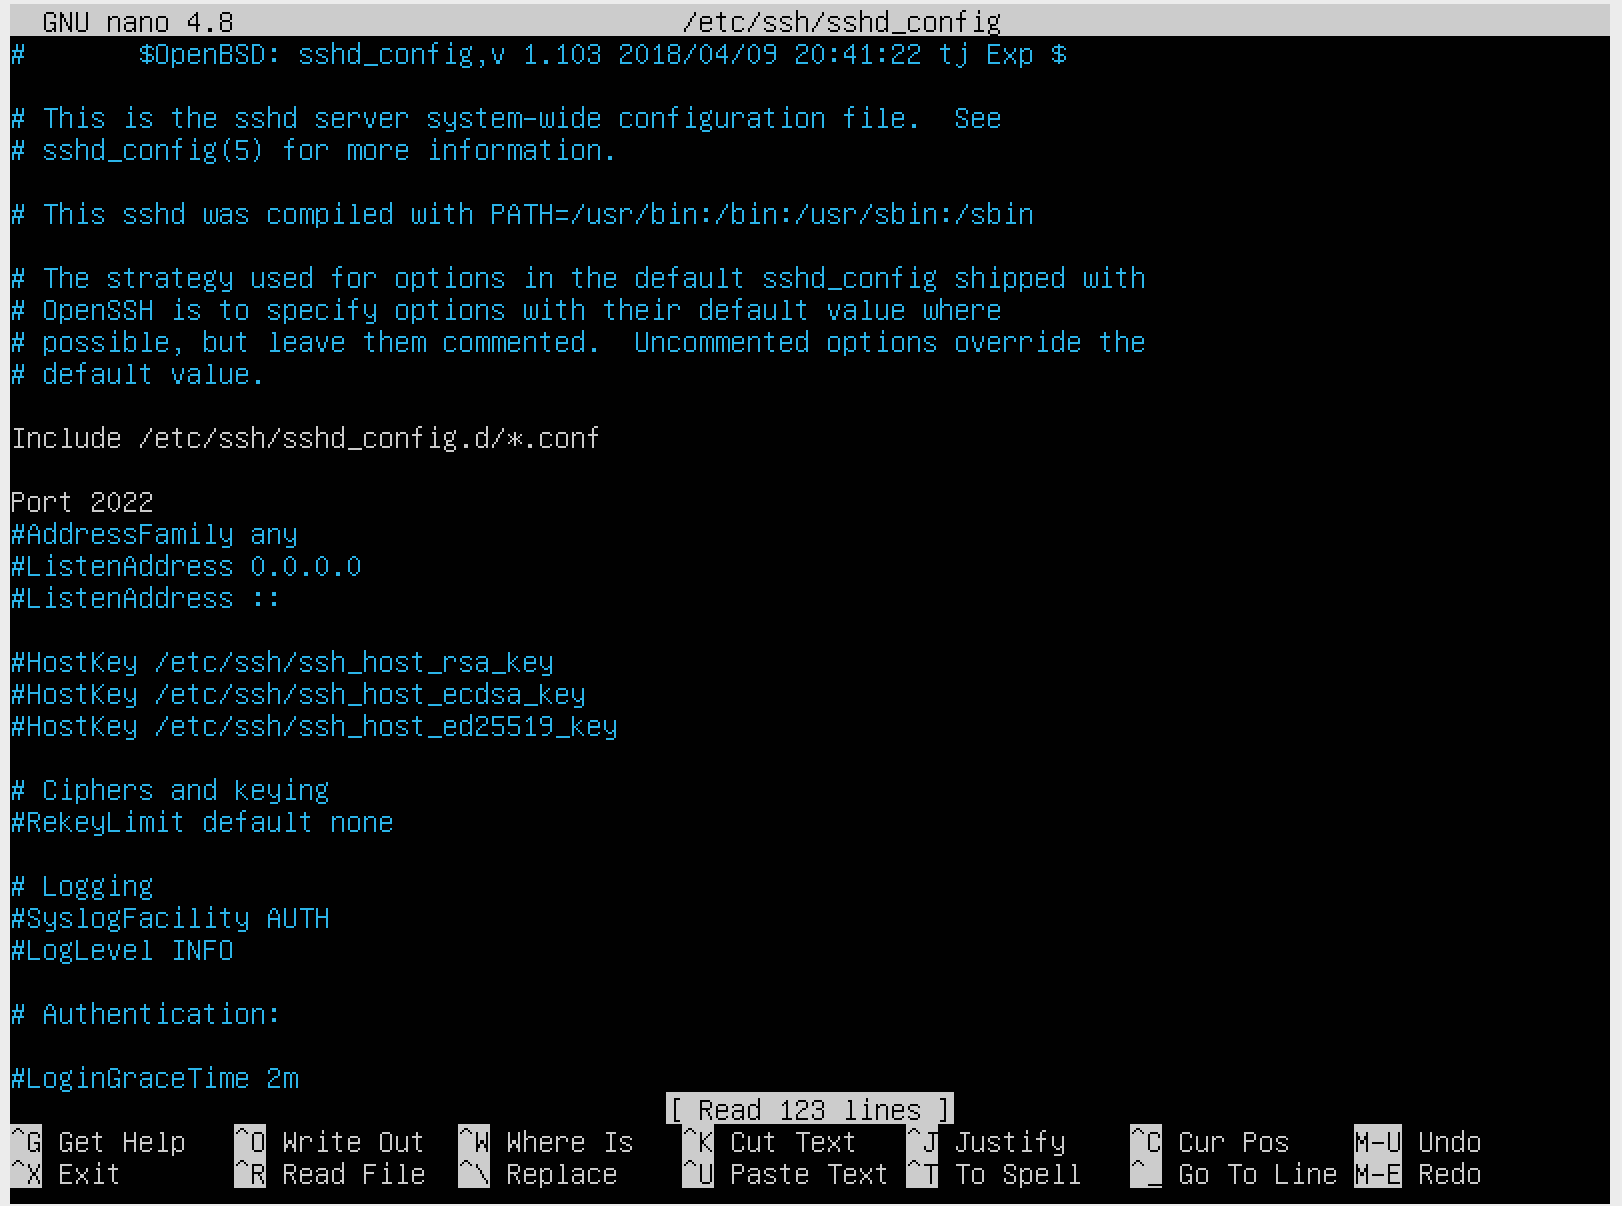 GNU nano 4.8 /etc/ssh/sshd_config
# $OpenBSD: sshd_config,v 1.103 2018/04/09 20:41:22 tj Exp $
# This is the sshd server system-wide configuration file.  See
# sshd_config(5) for more information.
# This sshd was compiled with PATH=/usr/bin:/bin:/usr/sbin:/sbin
# The strategy used for options in the default sshd_config shipped with
# OpenSSH is to specify options with their default value where
# possible, but leave them commented.  Uncommented options override the
# default value.
Include /etc/ssh/sshd_config.d/*.conf
Port 2022
#AddressFamily any
#ListenAddress 0.0.0.0
#ListenAddress ::
#HostKey /etc/ssh/ssh_host_rsa_key
#HostKey /etc/ssh/ssh_host_ecdsa_key
#HostKey /etc/ssh/ssh_host_ed25519_key
# Ciphers and keying
#RekeyLimit default none
# Logging
#SyslogFacility AUTH
#LogLevel INFO
# Authentication:
#LoginGraceTime 2m
[ Read 123 lines ]
^G Get Help ^O Write Out ^W Where Is ^K Cut Text ^J Justify ^C Cur Pos M-U Undo
^X Exit ^R Read File ^\ Replace ^U Paste Text ^T To Spell ^_ Go To Line M-E Redo